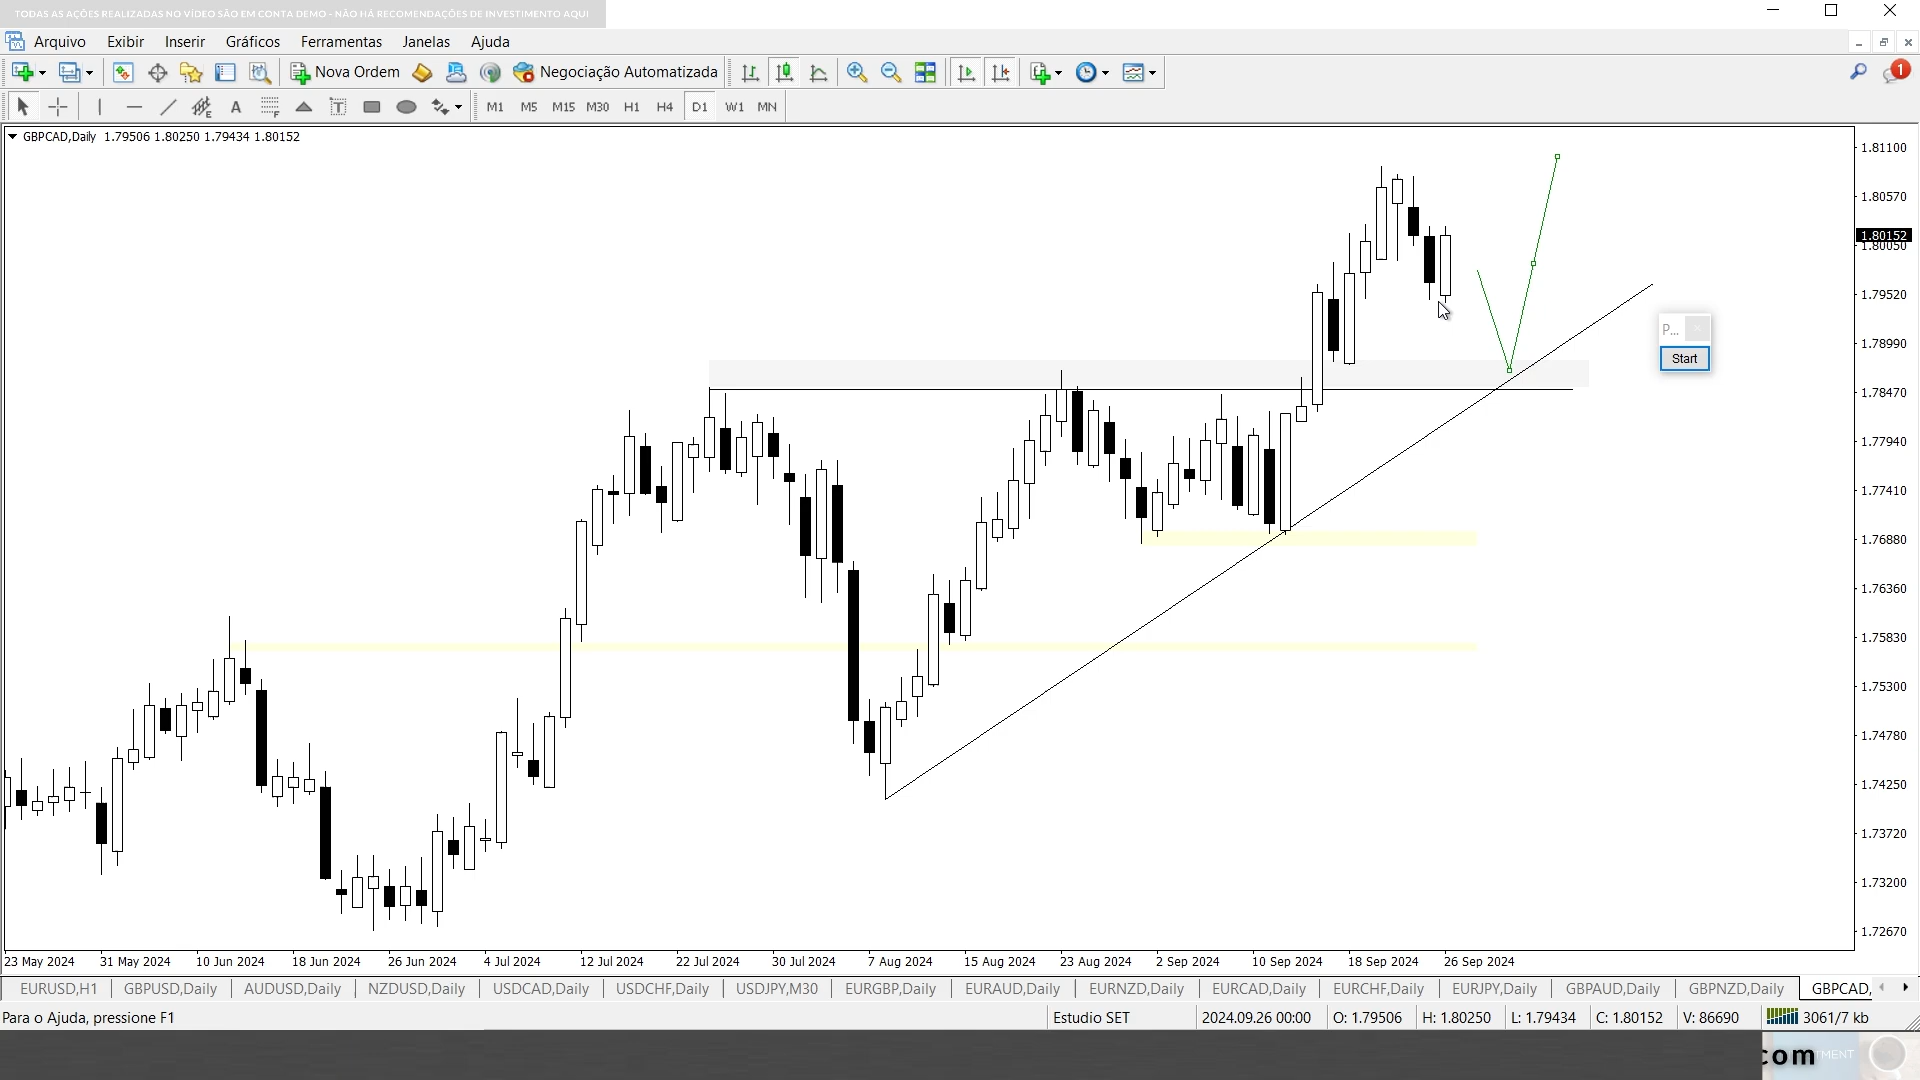 TODAS AS AÇÕES REALIZADAS NO VÍDEO SÃO EM CONTA DEMO - NÃO HÁ RECOMENDAÇÕES DE INVESTIMENTO AQUI
Arquivo Exibir Inserir Gráficos Ferramentas Janelas Ajuda
Nova Ordem Negociação Automatizada 1
A T F M1 M5 M15 M30 H1 H4 D1 W1 MN
GBPCAD,Daily 1.79506 1.80250 1.79434 1.80152
1.81100
1.80570
1.80152
1.80050
1.79520
P...
1.78990
Start
1.78470
1.77940
1.77410
1.76880
1.76360
1.75830
1.75300
1.74780
1.74250
1.73720
1.73200
1.72670
23 May 2024 31 May 2024 10 Jun 2024 18 Jun 2024 26 Jun 2024 4 Jul 2024 12 Jul 2024 22 Jul 2024 30 Jul 2024 7 Aug 2024 15 Aug 2024 23 Aug 2024 2 Sep 2024 10 Sep 2024 18 Sep 2024 26 Sep 2024
EURUSD,H1 GBPUSD,Daily AUDUSD,Daily NZDUSD,Daily USDCAD,Daily USDCHF,Daily USDJPY,M30 EURGBP,Daily EURAUD,Daily EURNZD,Daily EURCAD,Daily EURCHF,Daily EURJPY,Daily GBPAUD,Daily GBPNZD,Daily GBPCAD,
Para o Ajuda, pressione F1 Estudio SET 2024.09.26 00:00 O: 1.79506 H: 1.80250 L: 1.79434 C: 1.80152 V: 86690 3061/7 kb
com MENT